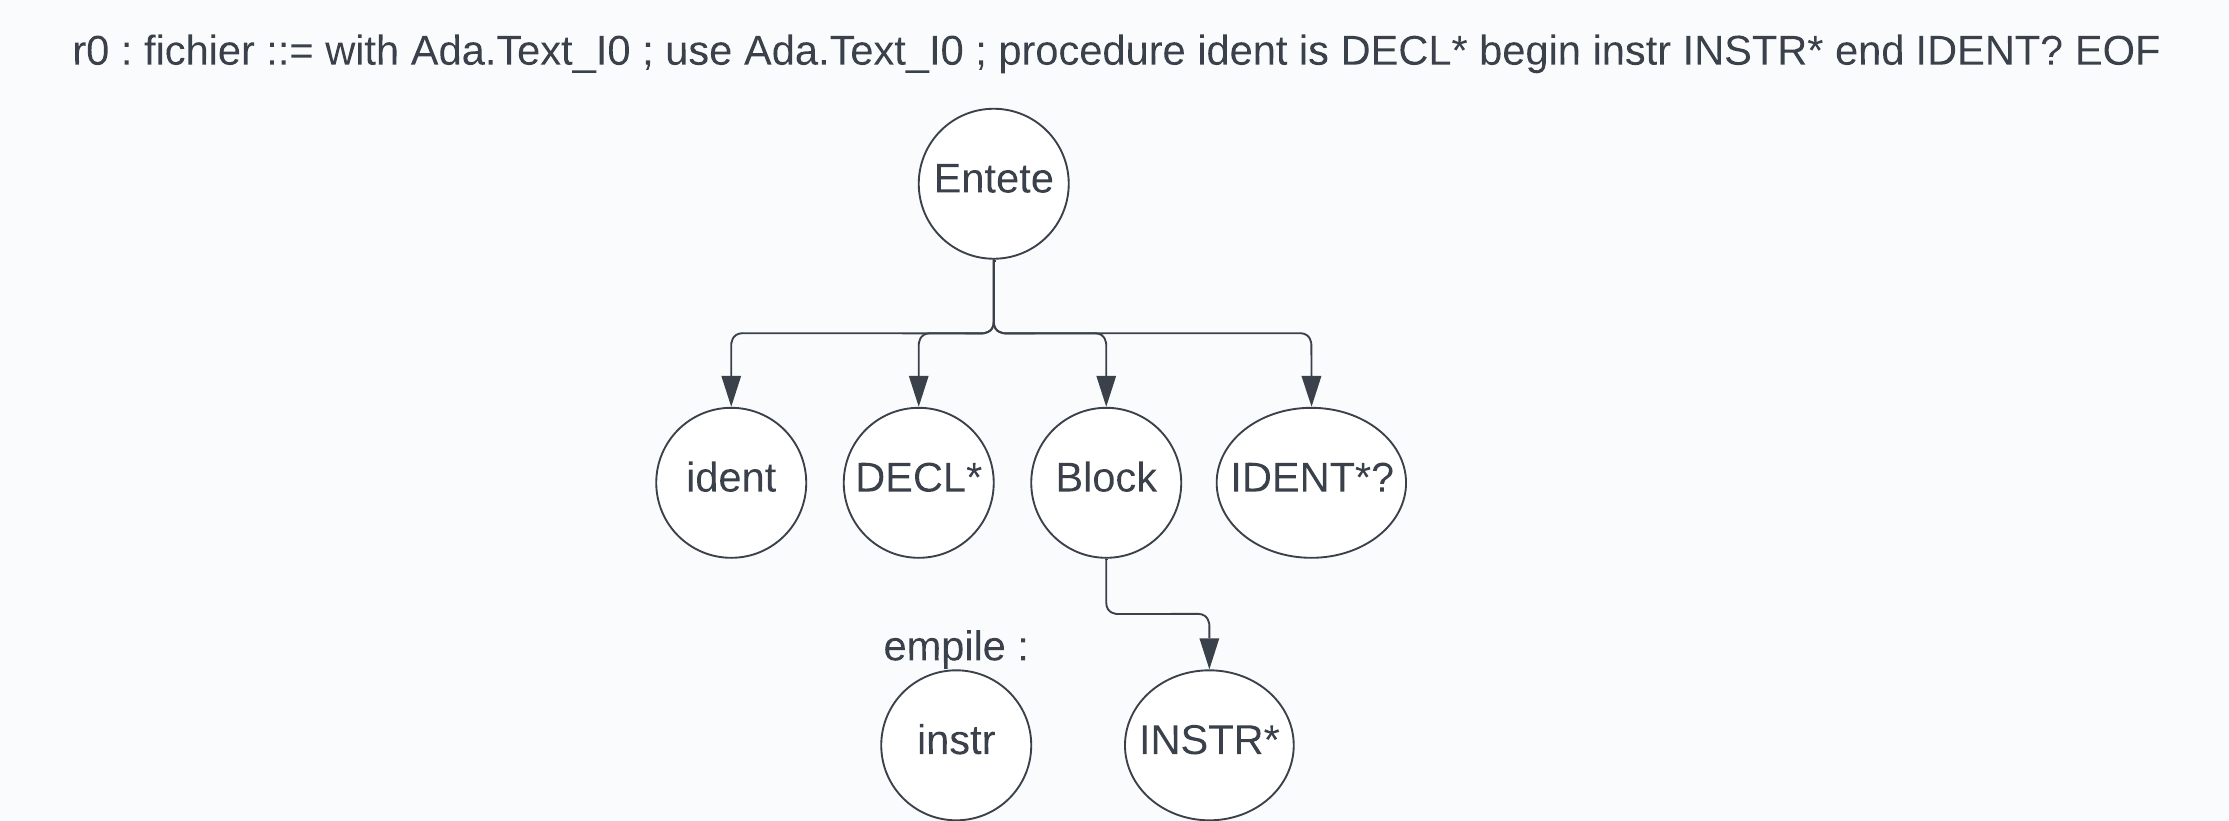 r0 : fichier ::= with Ada.Text_I0 ; use Ada.Text_I0 ; procedure ident is DECL* begin instr INSTR* end IDENT? EOF
Entete
ident DECL* Block IDENT*?
empile :
instr INSTR*